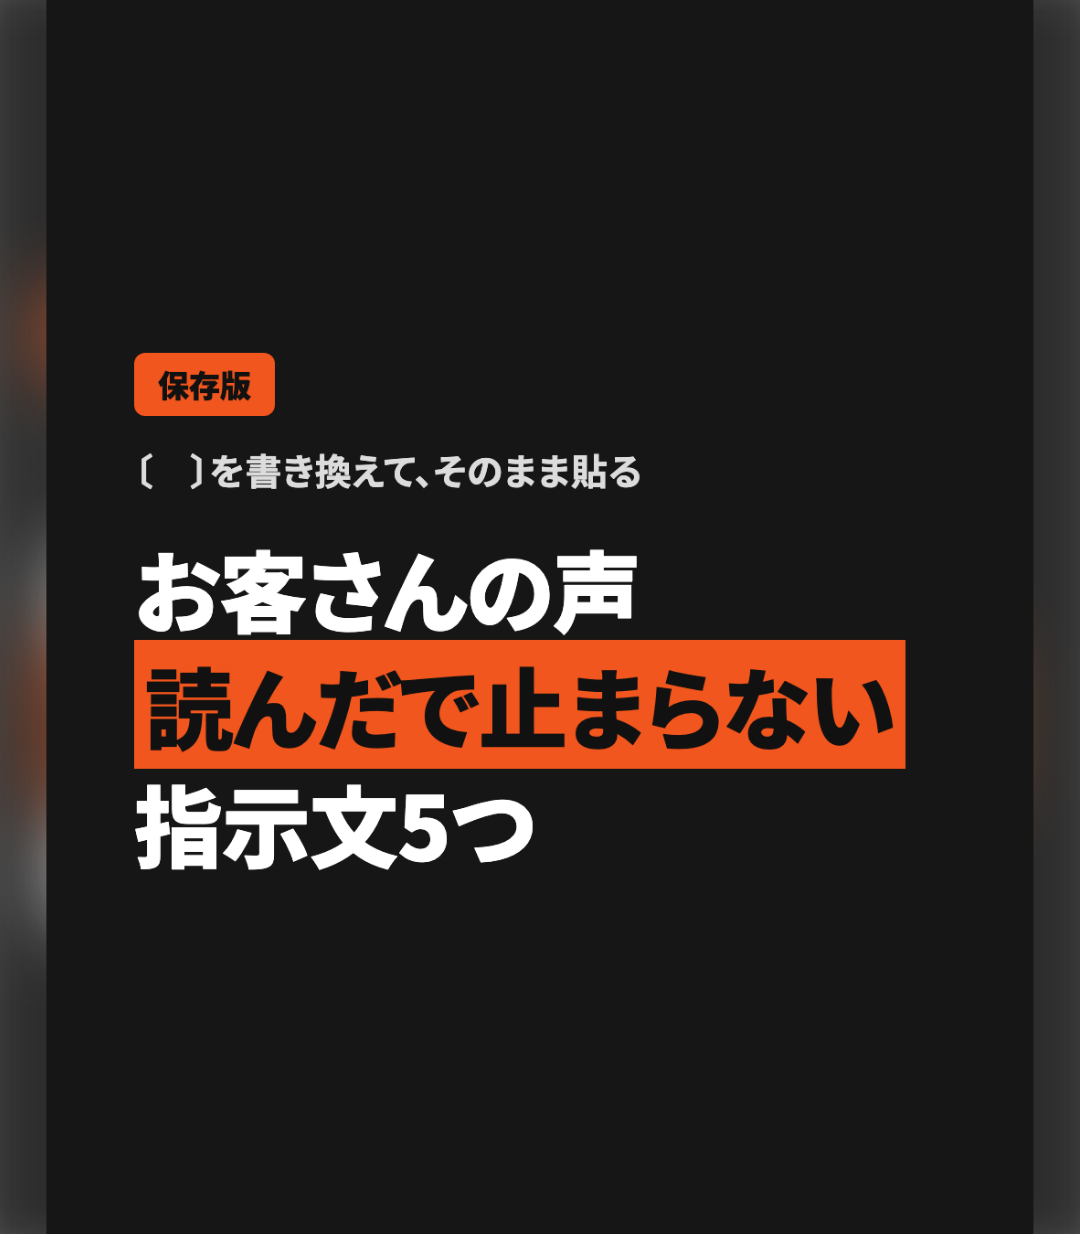 保存版
〔　〕を書き換えて、そのまま貼る
お客さんの声
読んだで止まらない
指示文5つ